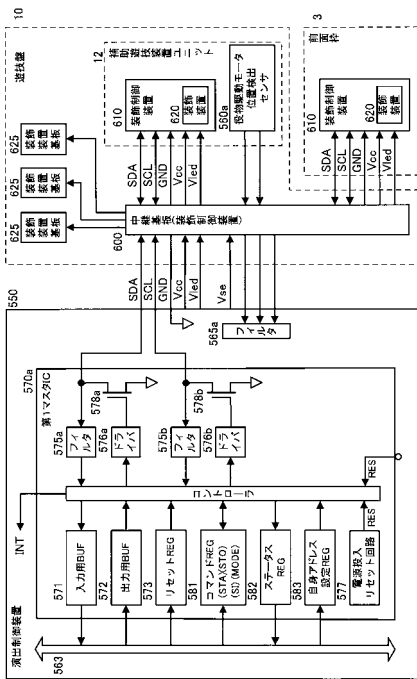 10
遊技盤
12
補助遊技装置ユニット
610
装飾制御
装置
620
装飾
装置
560a
役物駆動モータ
位置検出
センサ
3
前面枠
610
装飾制御
装置
620
装飾
装置
625
装飾
装置
基板
625
装飾
装置
基板
625
装飾
装置
基板
SDA
SCL
GND
Vcc
Vled
SDA
SCL
GND
Vcc
Vled
600
中継基板(装飾制御装置)
SDA
SCL
GND
Vcc
Vled
Vse
550
565a
フィルタ
570a
第1マスタIC
578a
575a
フィルタ
576a
ドライバ
578b
575b
フィルタ
576b
ドライバ
コントローラ
RES
RES
INT
571
入力用BUF
572
出力用BUF
573
リセットREG
581
コマンドREG
(STA)(STO)
(SI)(MODE)
582
ステータス
REG
583
自身アドレス
設定REG
577
電源投入
リセット回路
演出制御装置
563